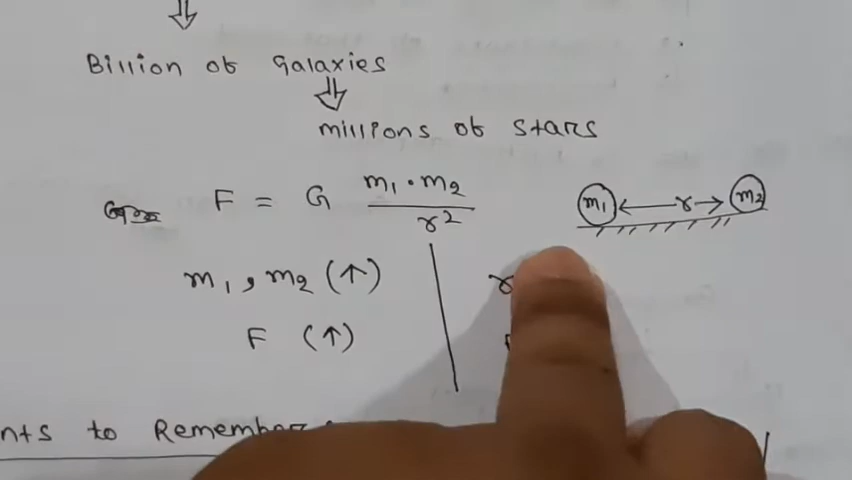 Billion of Galaxies
⇓
millions of stars
F = G m₁·m₂ / r²
m₁ ← r → m₂
m₁, m₂ (↑)
r
F (↑)
nts to Remember